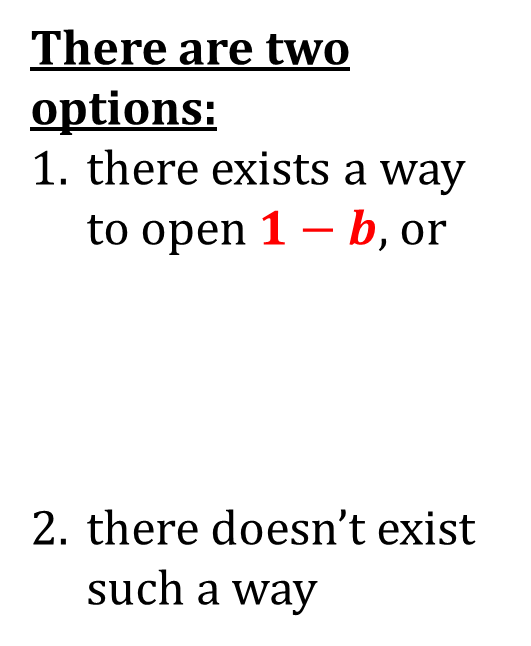 There are two
options:
1. there exists a way
to open 1 − b, or
2. there doesn’t exist
such a way